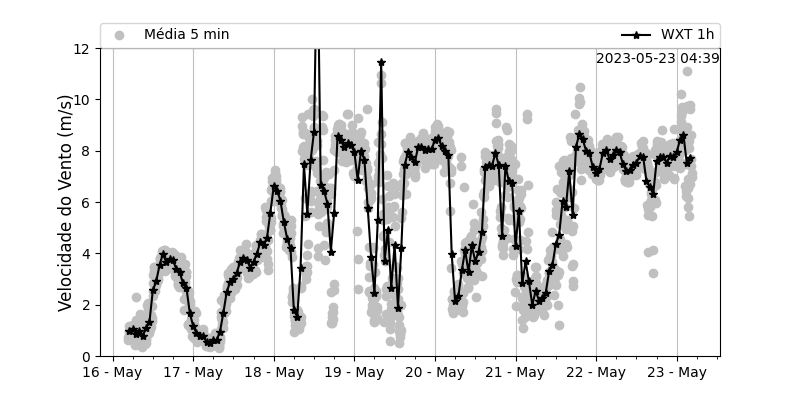 Média 5 min
WXT 1h
2023-05-23 04:39
Velocidade do Vento (m/s)
12
10
8
6
4
2
0
16 - May
17 - May
18 - May
19 - May
20 - May
21 - May
22 - May
23 - May